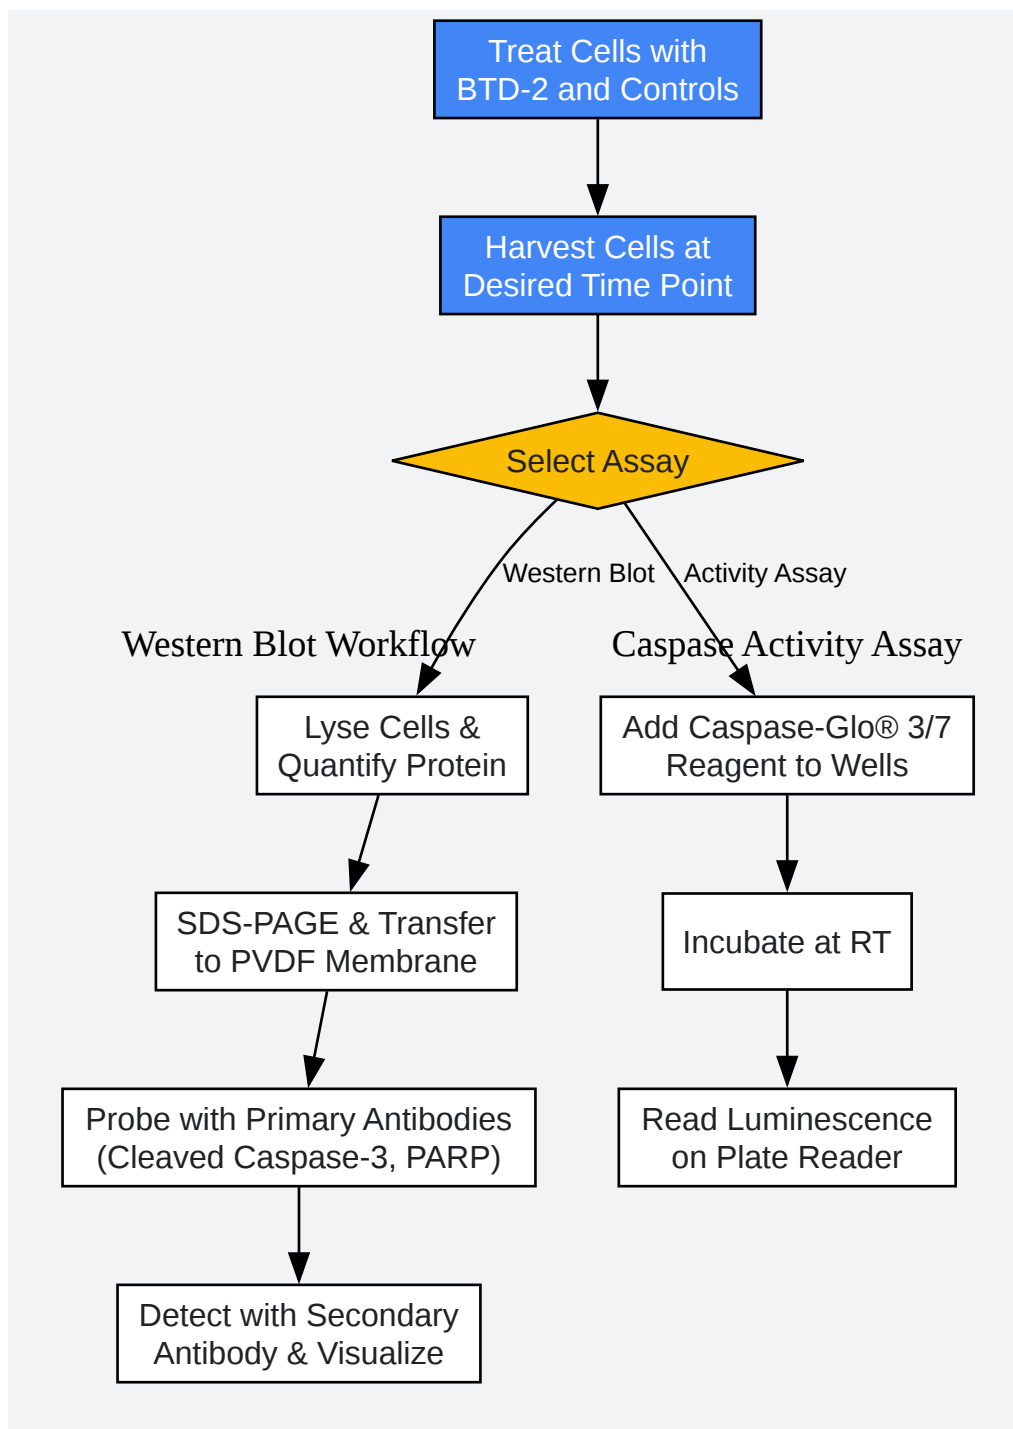 Treat Cells with
BTD-2 and Controls
Harvest Cells at
Desired Time Point
Select Assay
Western Blot
Activity Assay
Western Blot Workflow
Caspase Activity Assay
Lyse Cells &
Quantify Protein
Add Caspase-Glo® 3/7
Reagent to Wells
SDS-PAGE & Transfer
to PVDF Membrane
Incubate at RT
Probe with Primary Antibodies
(Cleaved Caspase-3, PARP)
Read Luminescence
on Plate Reader
Detect with Secondary
Antibody & Visualize